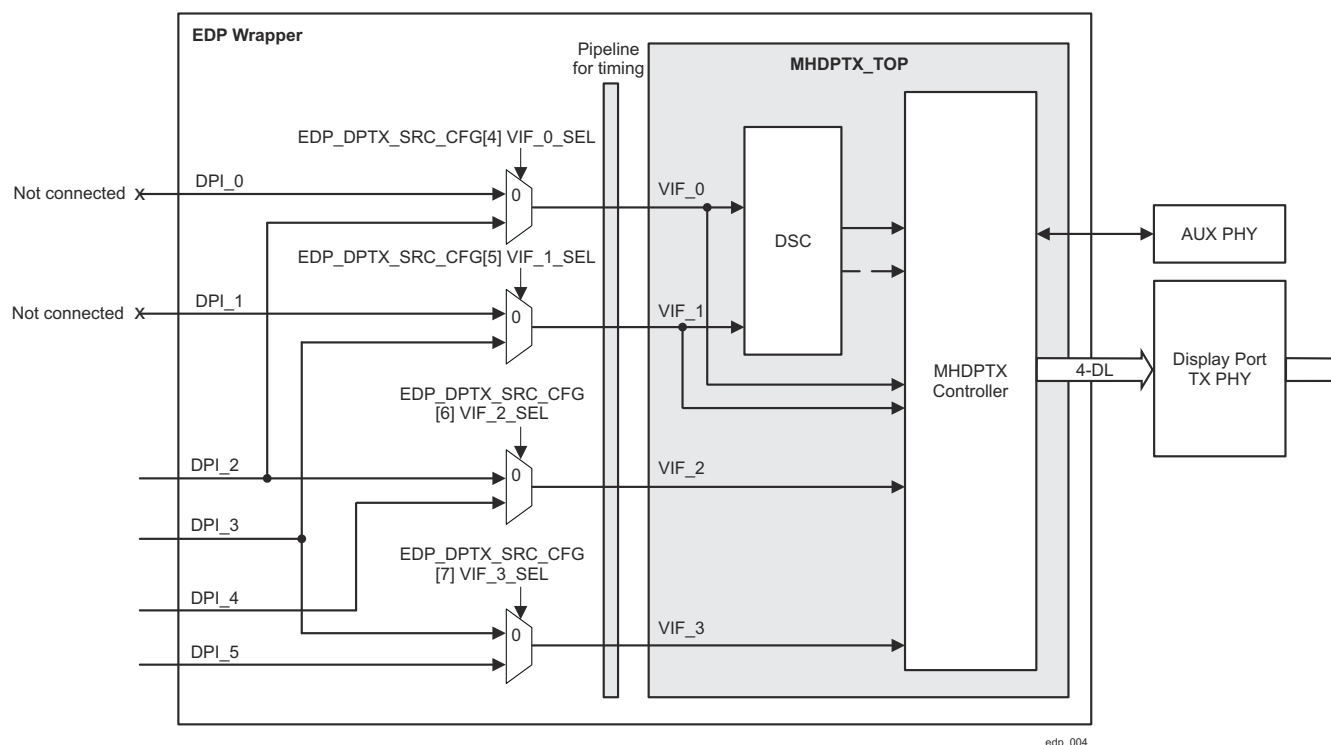 EDP Wrapper
Pipeline
for timing
MHDPTX_TOP
EDP_DPTX_SRC_CFG[4] VIF_0_SEL
Not connected X
DPI_0
0
VIF_0
DSC
AUX PHY
EDP_DPTX_SRC_CFG[5] VIF_1_SEL
Not connected X
DPI_1
0
VIF_1
MHDPTX
Controller
4-DL
Display Port
TX PHY
EDP_DPTX_SRC_CFG
[6] VIF_2_SEL
DPI_2
0
VIF_2
DPI_3
EDP_DPTX_SRC_CFG
[7] VIF_3_SEL
DPI_4
0
VIF_3
DPI_5
edp_004